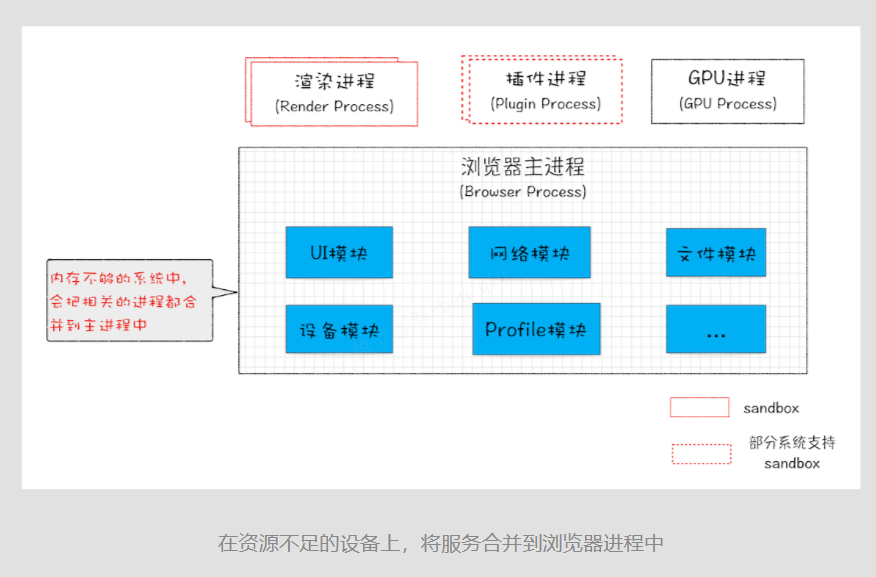 渲染进程
(Render Process)
插件进程
(Plugin Process)
GPU进程
(GPU Process)
浏览器主进程
(Browser Process)
UI模块
网络模块
文件模块
内存不够的系统中，
会把相关的进程都合
并到主进程中
设备模块
Profile模块
...
sandbox
部分系统支持
sandbox
在资源不足的设备上，将服务合并到浏览器进程中